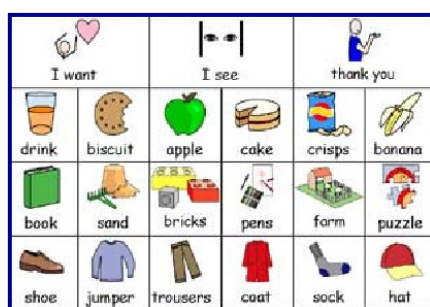 I want I see thank you
drink biscuit apple cake crisps banana
book sand bricks pens farm puzzle
shoe jumper trousers coat sock hat